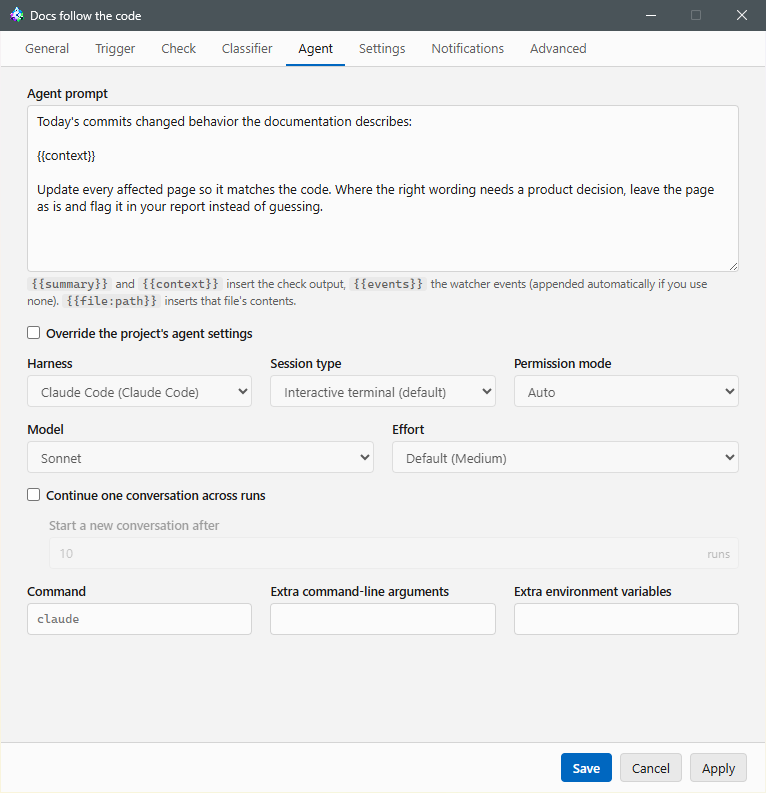 Docs follow the code
General Trigger Check Classifier Agent Settings Notifications Advanced
Agent prompt
Today's commits changed behavior the documentation describes:
{{context}}
Update every affected page so it matches the code. Where the right wording needs a product decision, leave the page
as is and flag it in your report instead of guessing.
{{summary}} and {{context}} insert the check output, {{events}} the watcher events (appended automatically if you use
none). {{file:path}} inserts that file's contents.
Override the project's agent settings
Harness Session type Permission mode
Claude Code (Claude Code) Interactive terminal (default) Auto
Model Effort
Sonnet Default (Medium)
Continue one conversation across runs
Start a new conversation after
10 runs
Command Extra command-line arguments Extra environment variables
claude
Save Cancel Apply